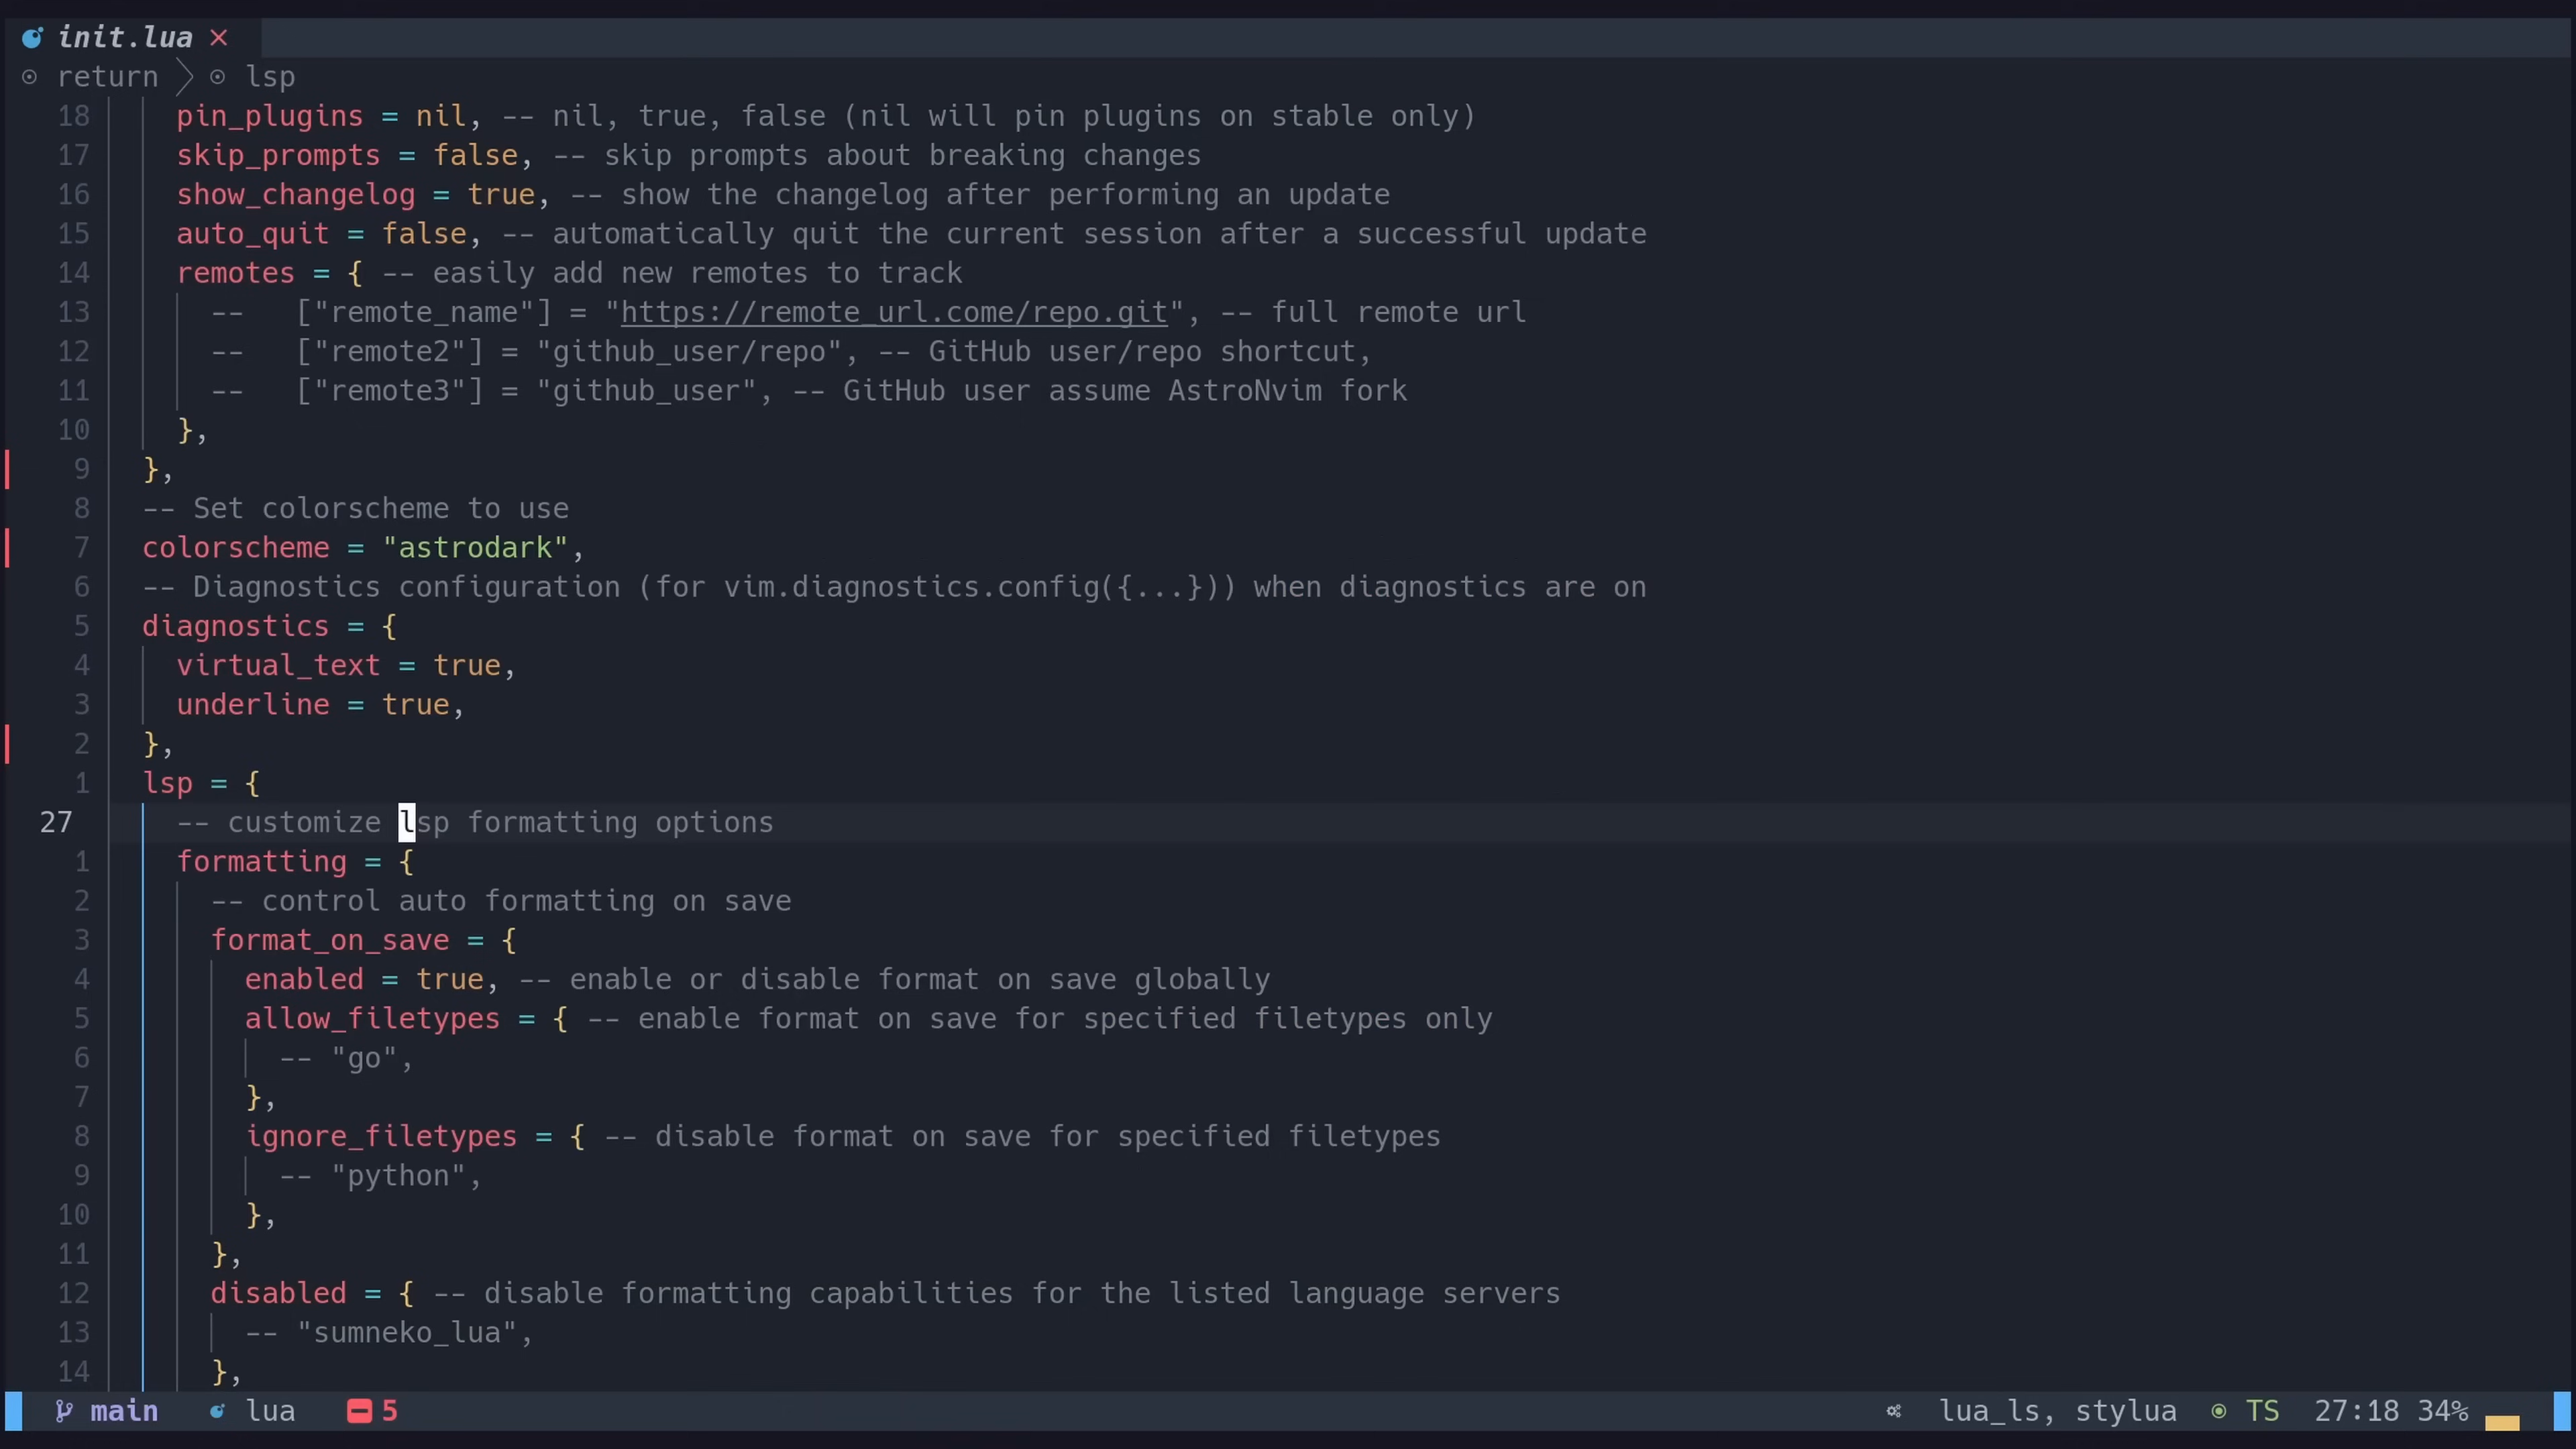 init.lua ×
return > lsp
18 pin_plugins = nil, -- nil, true, false (nil will pin plugins on stable only)
17 skip_prompts = false, -- skip prompts about breaking changes
16 show_changelog = true, -- show the changelog after performing an update
15 auto_quit = false, -- automatically quit the current session after a successful update
14 remotes = { -- easily add new remotes to track
13 --   ["remote_name"] = "https://remote_url.come/repo.git", -- full remote url
12 --   ["remote2"] = "github_user/repo", -- GitHub user/repo shortcut,
11 --   ["remote3"] = "github_user", -- GitHub user assume AstroNvim fork
10 },
9 },
8 -- Set colorscheme to use
7 colorscheme = "astrodark",
6 -- Diagnostics configuration (for vim.diagnostics.config({...})) when diagnostics are on
5 diagnostics = {
4 virtual_text = true,
3 underline = true,
2 },
1 lsp = {
27 -- customize lsp formatting options
1 formatting = {
2 -- control auto formatting on save
3 format_on_save = {
4 enabled = true, -- enable or disable format on save globally
5 allow_filetypes = { -- enable format on save for specified filetypes only
6 -- "go",
7 },
8 ignore_filetypes = { -- disable format on save for specified filetypes
9 -- "python",
10 },
11 },
12 disabled = { -- disable formatting capabilities for the listed language servers
13 -- "sumneko_lua",
14 },
main lua 5 lua_ls, stylua TS 27:18 34%